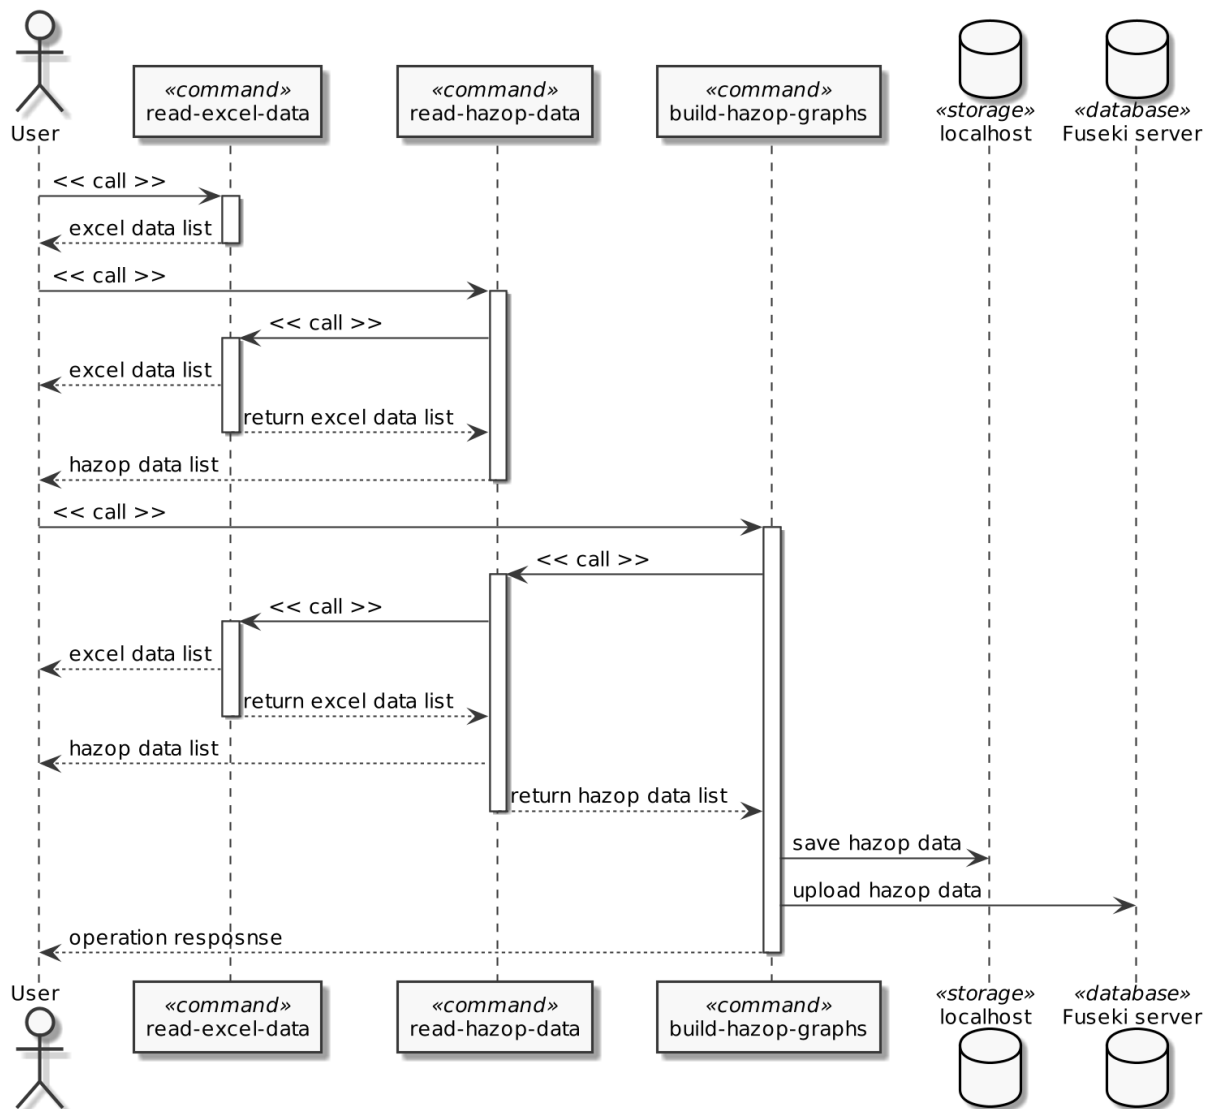 «command»
«command»
«command»
«storage»
«database»
User
read-excel-data
read-hazop-data
build-hazop-graphs
localhost
Fuseki server
<< call >>
excel data list
<< call >>
<< call >>
excel data list
return excel data list
hazop data list
<< call >>
<< call >>
<< call >>
excel data list
return excel data list
hazop data list
return hazop data list
save hazop data
upload hazop data
operation resposnse
User
«command»
«command»
«command»
«storage»
«database»
read-excel-data
read-hazop-data
build-hazop-graphs
localhost
Fuseki server